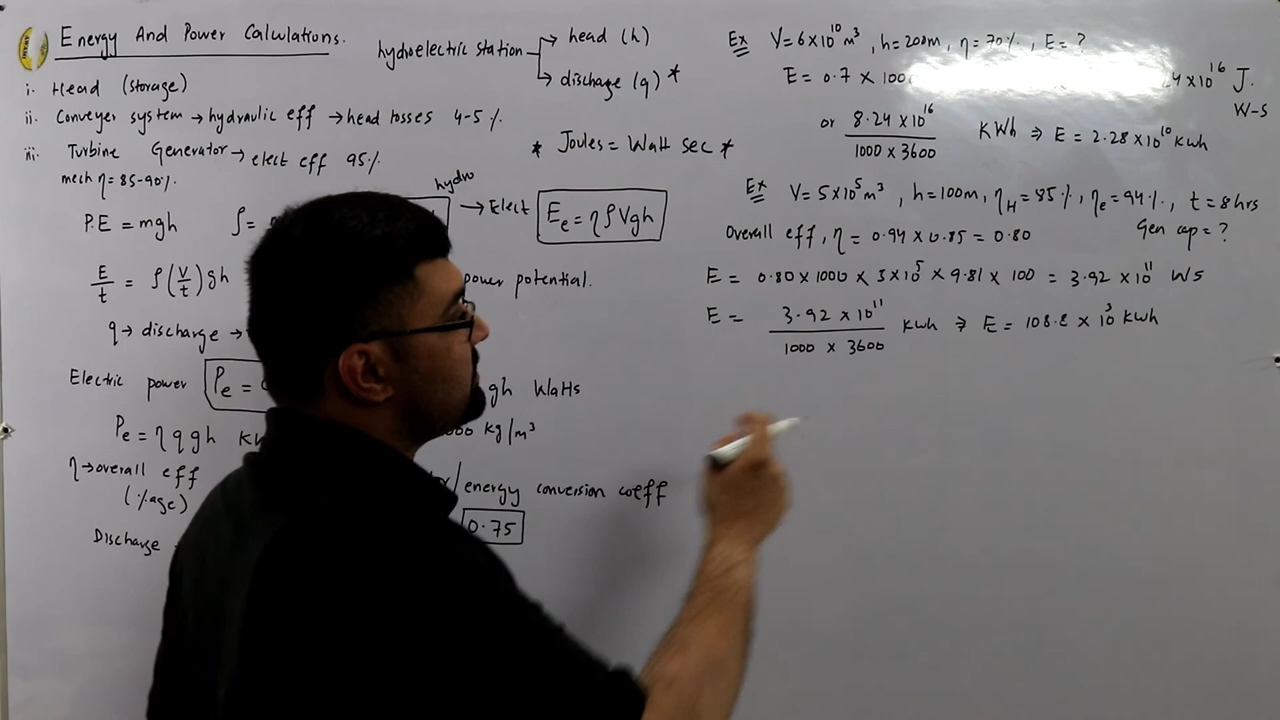 Energy And Power Calculations.
hydroelectric station
head (h)
discharge (q) *
i. Head (storage)
ii. Conveyer system → hydraulic eff → head losses 4-5 %.
iii. Turbine Generator → elect eff 95%
mech η = 85-90%.
* Joules = Watt sec *
P.E = mgh
ρ =
hydro
→ Elect
Ee = ηρVgh
E/t = ρ(V/t)gh
power potential.
q → discharge →
Electric power
Pe =
gh Watts
Pe = η q gh
kg/m³
η → overall eff
(%age)
/energy conversion coeff
0.75
Discharge
Ex V = 6×10¹⁰ m³, h = 200m, η = 70%, E = ?
E = 0.7 × 100
×10¹⁶ J.
W-S
or 8.24 × 10¹⁶ / 1000 × 3600 KWh ⇒ E = 2.28 × 10¹⁰ kwh
Ex V = 5×10⁵ m³, h = 100m, ηH = 85%, ηe = 94%, t = 8hrs
Overall eff, η = 0.94 × 0.85 = 0.80
Gen cap = ?
E = 0.80 × 1000 × 5×10⁵ × 9.81 × 100 = 3.92 × 10¹¹ WS
E = 3.92 × 10¹¹ / 1000 × 3600 kwh ⇒ E = 108.8 × 10³ kwh